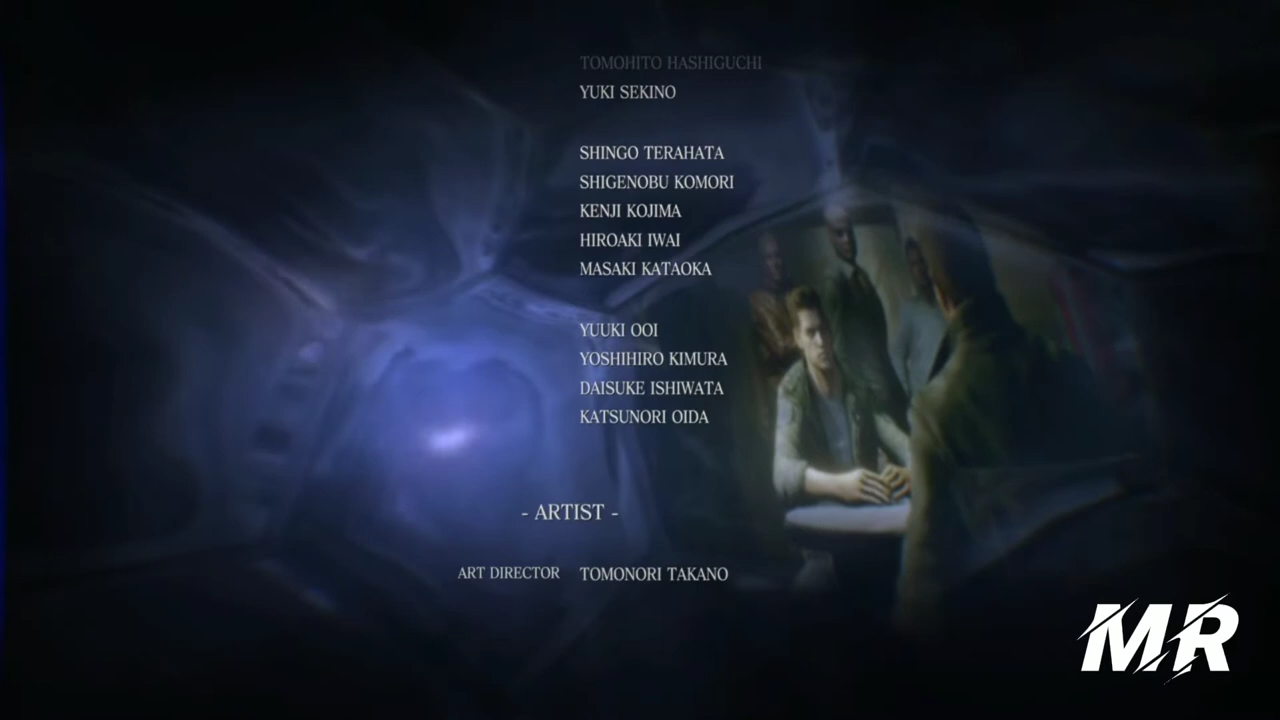 TOMOHITO HASHIGUCHI
YUKI SEKINO
SHINGO TERAHATA
SHIGENOBU KOMORI
KENJI KOJIMA
HIROAKI IWAI
MASAKI KATAOKA
YUUKI OOI
YOSHIHIRO KIMURA
DAISUKE ISHIWATA
KATSUNORI OIDA
- ARTIST -
ART DIRECTOR TOMONORI TAKANO
MR